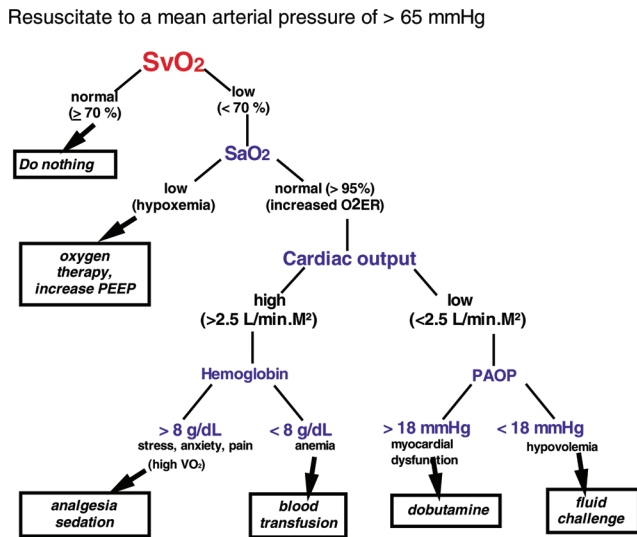 Resuscitate to a mean arterial pressure of > 65 mmHg
SvO₂
normal
(≥ 70 %)
low
(< 70 %)
Do nothing
SaO₂
low
(hypoxemia)
normal (> 95%)
(increased O2ER)
oxygen
therapy,
increase PEEP
Cardiac output
high
(>2.5 L/min.M²)
low
(<2.5 L/min.M²)
Hemoglobin
PAOP
> 8 g/dL
stress, anxiety, pain
(high VO₂)
< 8 g/dL
anemia
> 18 mmHg
myocardial
dysfunction
< 18 mmHg
hypovolemia
analgesia
sedation
blood
transfusion
dobutamine
fluid
challenge